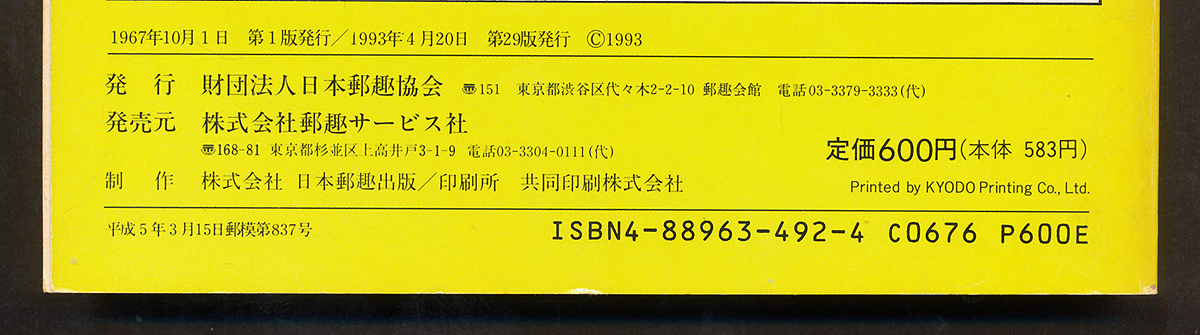 1967年10月1日　第1版発行／1993年4月20日　第29版発行　©1993
発　行　財団法人日本郵趣協会　〠151　東京都渋谷区代々木2-2-10 郵趣会館　電話03-3379-3333(代)
発売元　株式会社郵趣サービス社
〠168-81 東京都杉並区上高井戸3-1-9　電話03-3304-0111(代)
定価600円(本体 583円)
制　作　株式会社 日本郵趣出版／印刷所　共同印刷株式会社
Printed by KYODO Printing Co., Ltd.
平成5年3月15日郵模第837号
ISBN4-88963-492-4 C0676 P600E